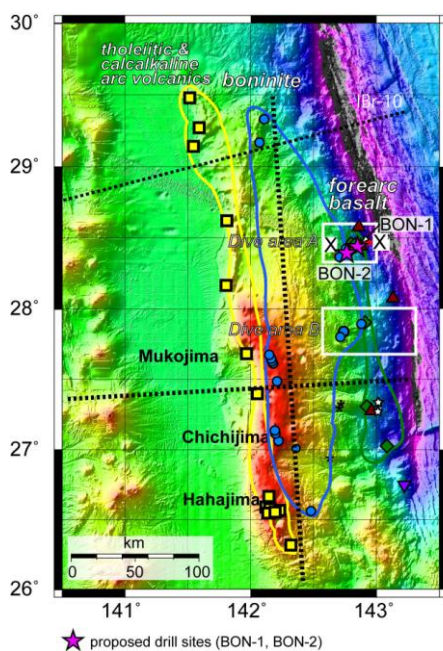 30°
tholeiitic &
calcalkaline
arc volcanics
boninite
IBr 10
29°
forearc
basalt
BON-1
X X
Dive area A
BON-2
28°
Dive area B
Mukojima
27°
Chichijima
Hahajima
km
0 50 100
26°
141° 142° 143°
proposed drill sites (BON-1, BON-2)